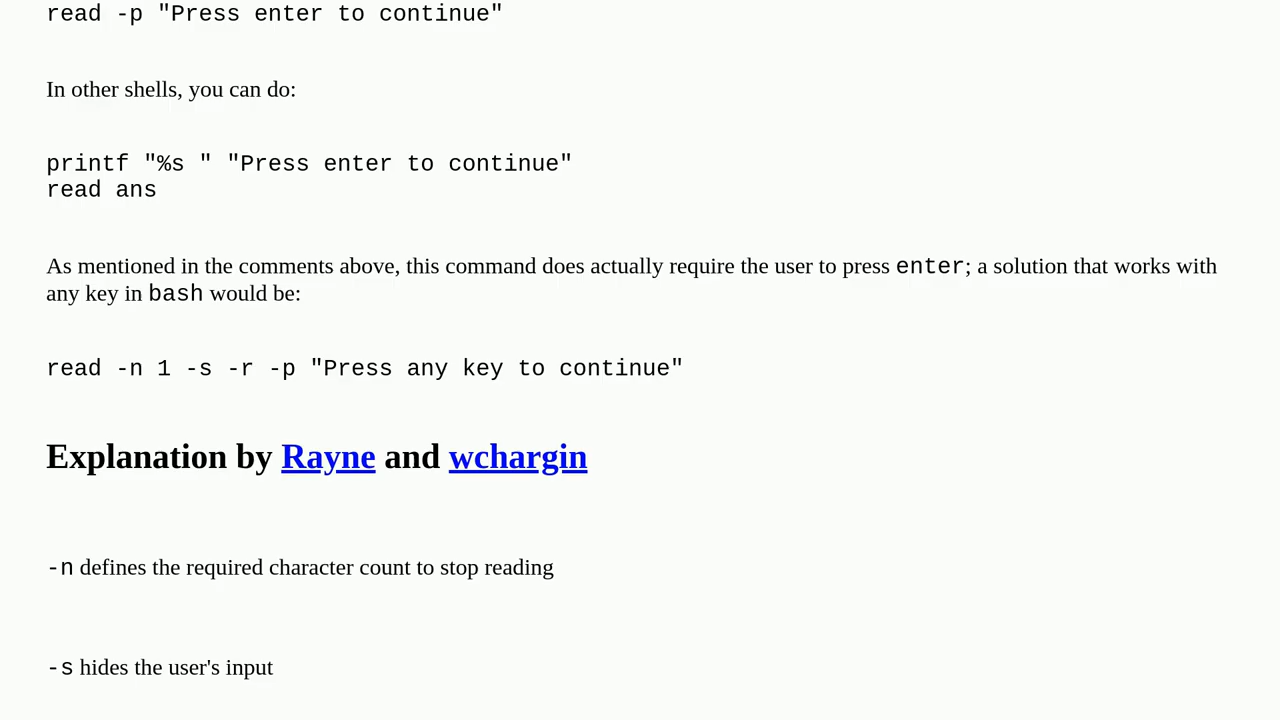 read -p "Press enter to continue"
In other shells, you can do:
printf "%s " "Press enter to continue"
read ans
As mentioned in the comments above, this command does actually require the user to press enter; a solution that works with
any key in bash would be:
read -n 1 -s -r -p "Press any key to continue"
Explanation by Rayne and wchargin
-n defines the required character count to stop reading
-s hides the user's input